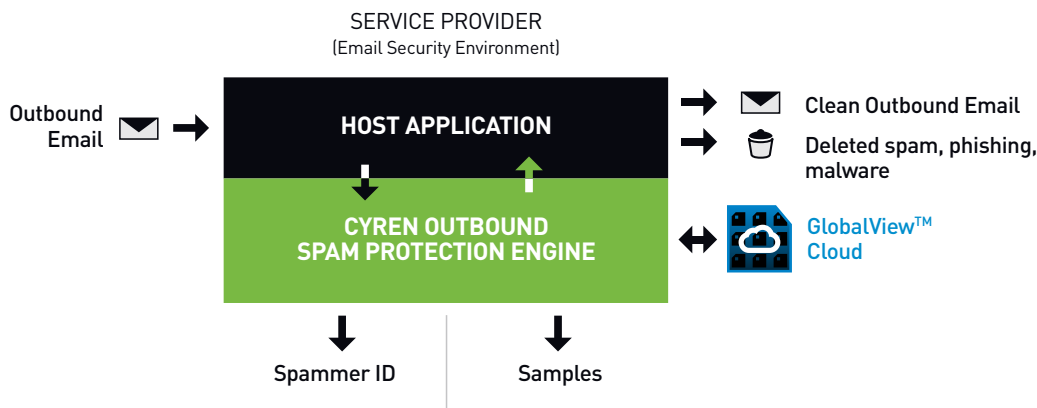 SERVICE PROVIDER
(Email Security Environment)
Outbound
Email
HOST APPLICATION
Clean Outbound Email
Deleted spam, phishing,
malware
CYREN OUTBOUND
SPAM PROTECTION ENGINE
GlobalView™
Cloud
Spammer ID
Samples